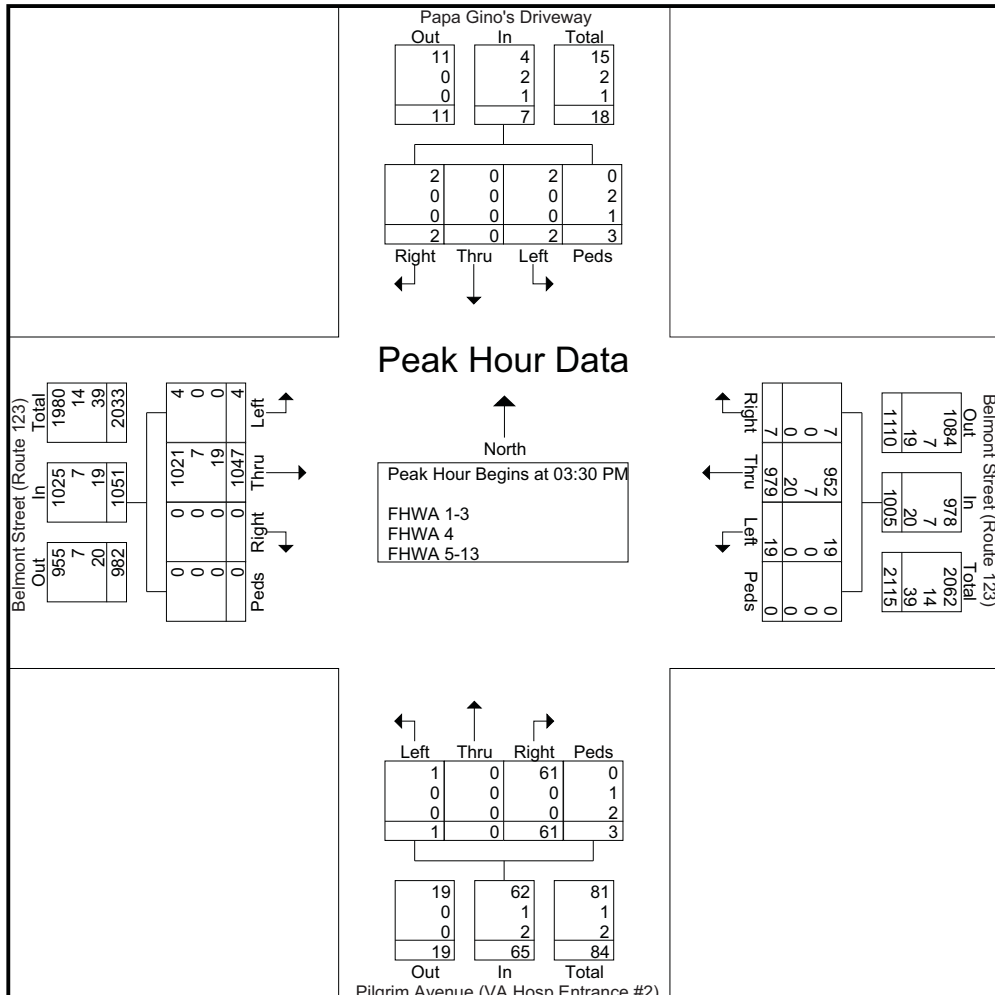 Papa Gino's Driveway
Out In Total
11 4 15
0 2 2
0 1 1
11 7 18
2 0 2 0
0 0 0 2
0 0 0 1
2 0 2 3
Right Thru Left Peds
Peak Hour Data
North
Peak Hour Begins at 03:30 PM
FHWA 1-3
FHWA 4
FHWA 5-13
Belmont Street (Route 123)
Total In Out
1980 1025 955
14 7 7
39 19 20
2033 1051 982
4 1021 0 0
0 7 0 0
0 19 0 0
4 1047 0 0
Left Thru Right Peds
Belmont Street (Route 123)
Out In Total
1084 978 2062
7 7 14
19 20 39
1110 1005 2115
7 952 19 0
0 7 0 0
0 20 0 0
7 979 19 0
Right Thru Left Peds
Left Thru Right Peds
1 0 61 0
0 0 0 1
0 0 0 2
1 0 61 3
19 62 81
0 1 1
0 2 2
19 65 84
Out In Total
Pilgrim Avenue (VA Hosp Entrance #2)